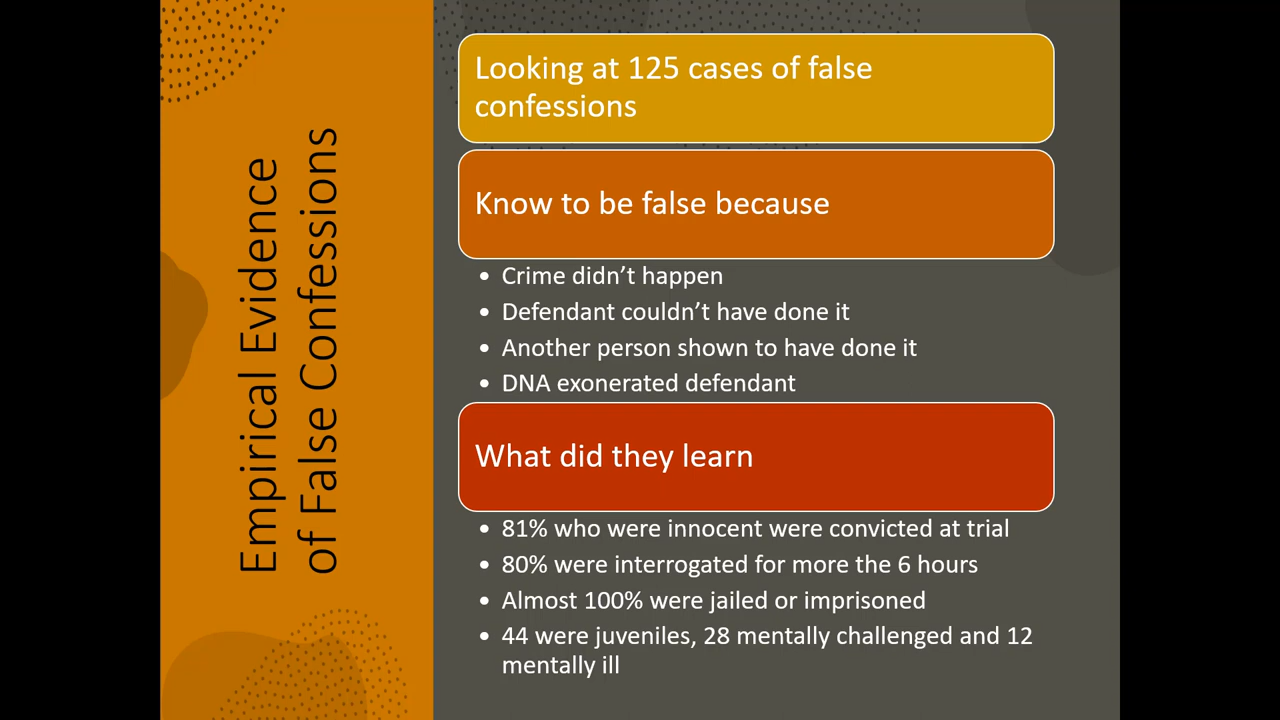 Empirical Evidence
of False Confessions
Looking at 125 cases of false
confessions
Know to be false because
• Crime didn’t happen
• Defendant couldn’t have done it
• Another person shown to have done it
• DNA exonerated defendant
What did they learn
• 81% who were innocent were convicted at trial
• 80% were interrogated for more the 6 hours
• Almost 100% were jailed or imprisoned
• 44 were juveniles, 28 mentally challenged and 12
mentally ill